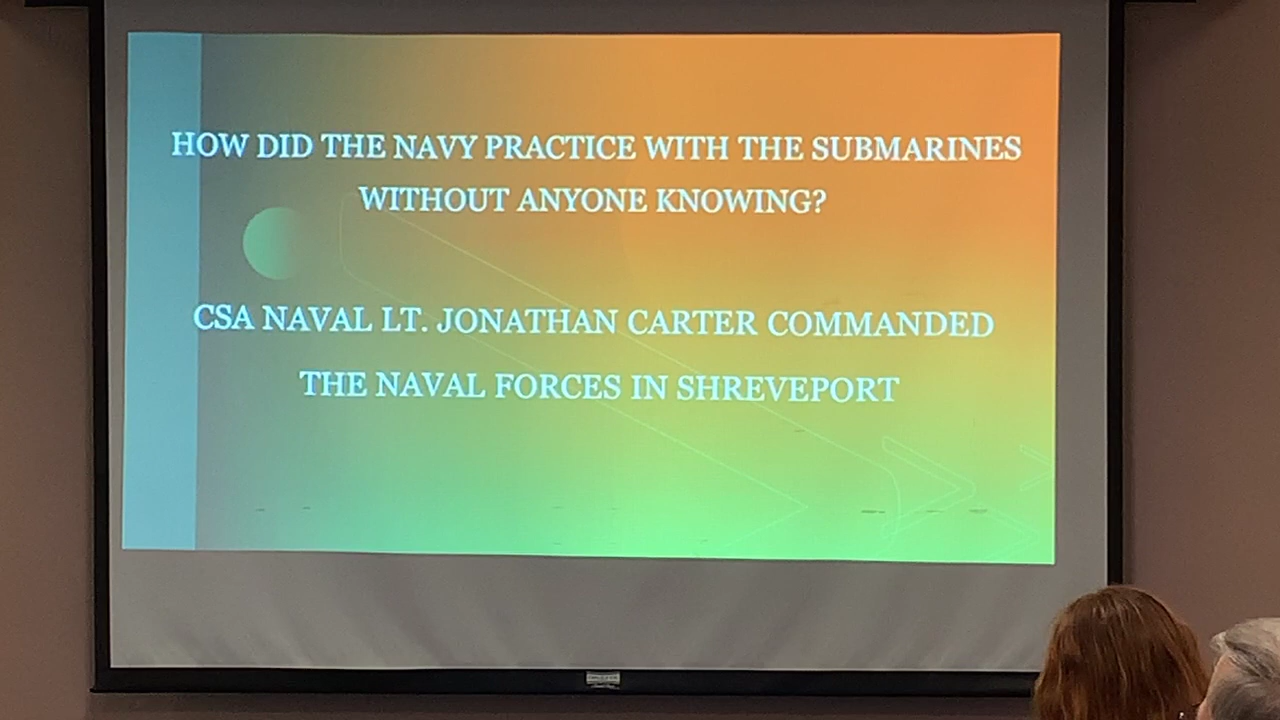 HOW DID THE NAVY PRACTICE WITH THE SUBMARINES
WITHOUT ANYONE KNOWING?
CSA NAVAL LT. JONATHAN CARTER COMMANDED
THE NAVAL FORCES IN SHREVEPORT